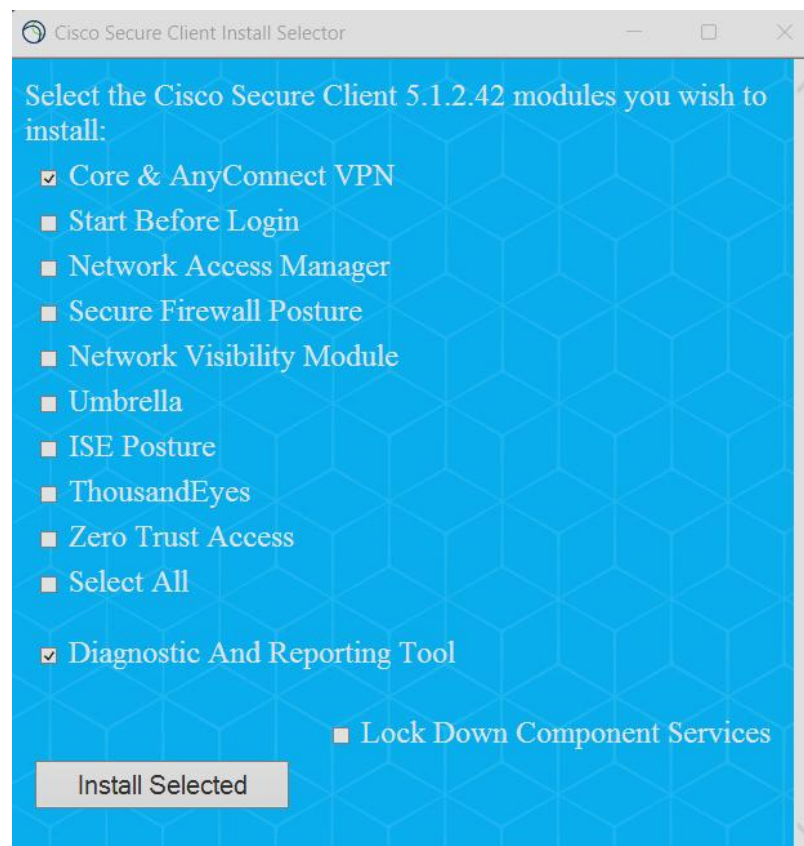 Cisco Secure Client Install Selector
Select the Cisco Secure Client 5.1.2.42 modules you wish to
install:
Core & AnyConnect VPN
Start Before Login
Network Access Manager
Secure Firewall Posture
Network Visibility Module
Umbrella
ISE Posture
ThousandEyes
Zero Trust Access
Select All
Diagnostic And Reporting Tool
Lock Down Component Services
Install Selected